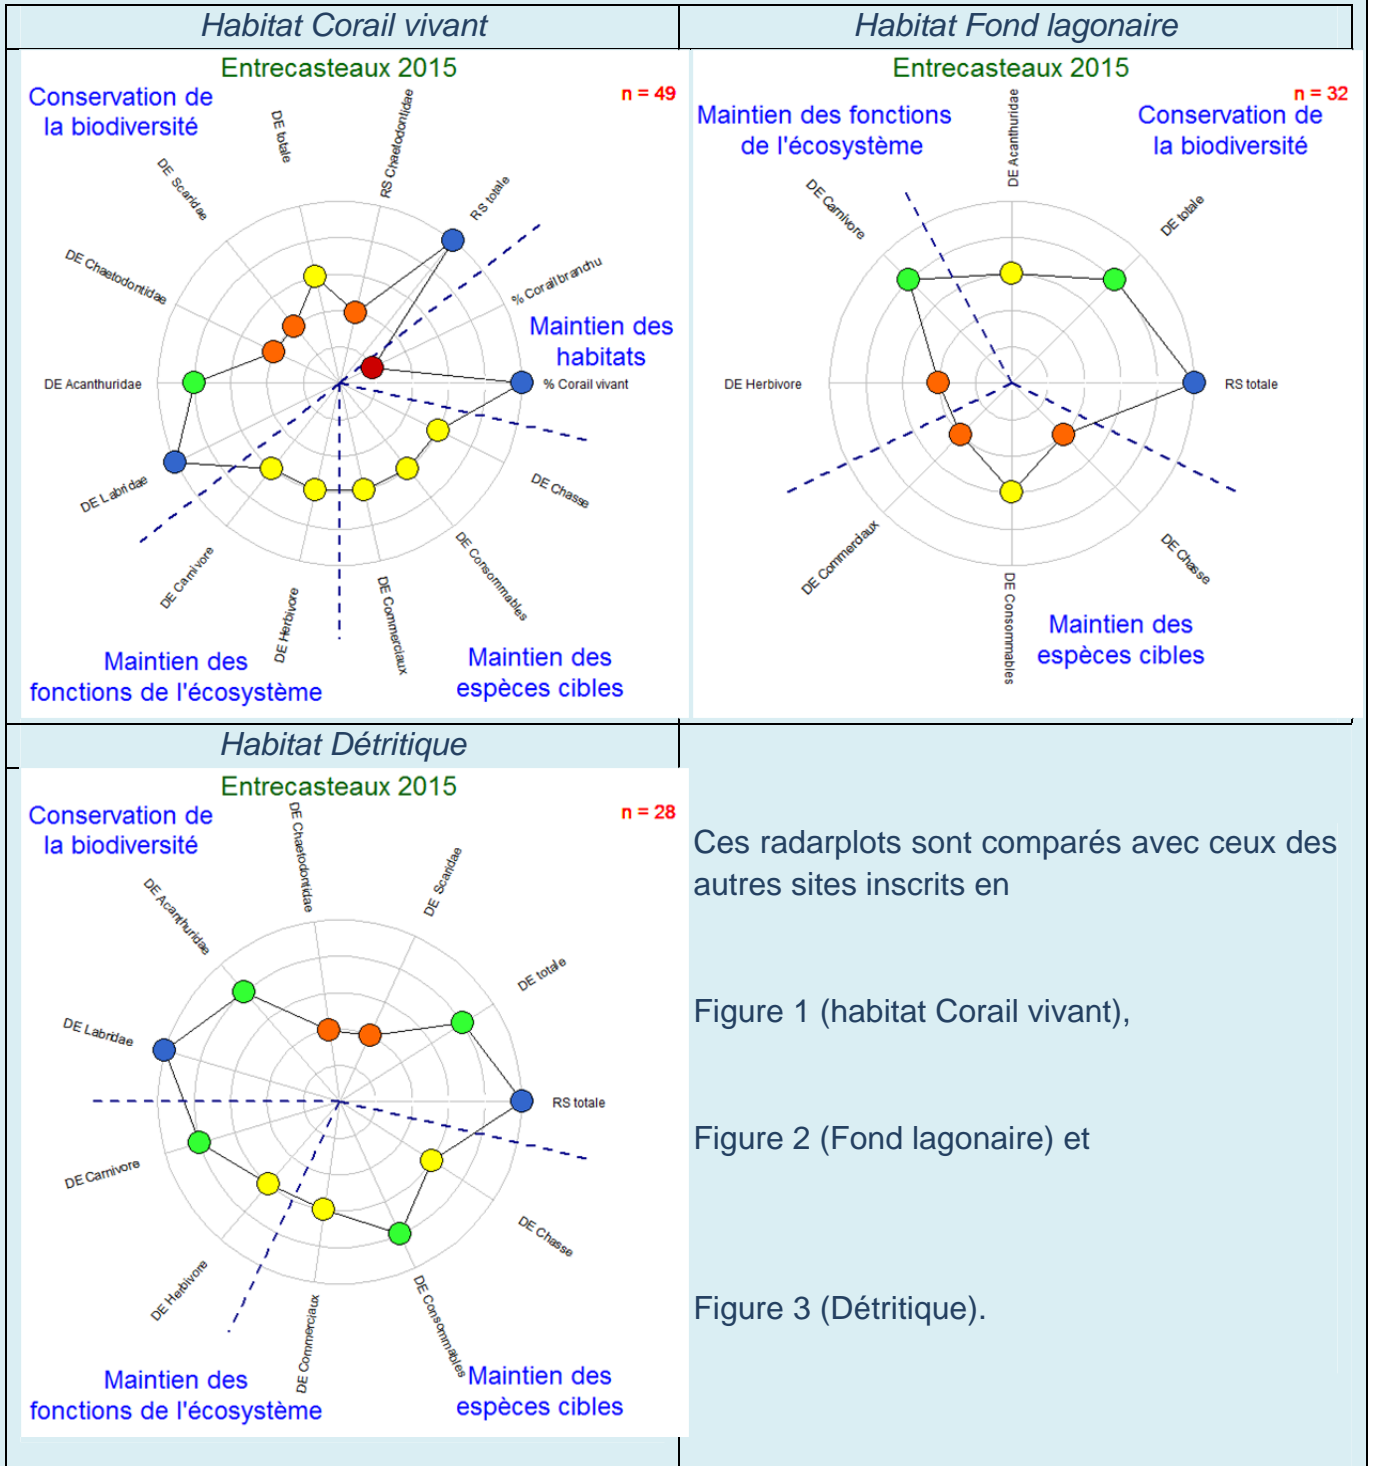 Habitat Corail vivant
Habitat Fond lagonaire
Entrecasteaux 2015
n = 49
Conservation de
la biodiversité
DE totale
RS Chaetodontidae
RS totale
DE Scaridae
% Corail branchu
DE Chaetodontidae
Maintien des
habitats
DE Acanthuridae
% Corail vivant
DE Labridae
DE Chasse
DE Carnivore
DE Consommables
DE Herbivore
DE Commerciaux
Maintien des
fonctions de l'écosystème
Maintien des
espèces cibles
Entrecasteaux 2015
n = 32
Maintien des fonctions
de l'écosystème
DE Acanthuridae
Conservation de
la biodiversité
DE Carnivore
DE totale
DE Herbivore
RS totale
DE Commerciaux
DE Chasse
DE Consommables
Maintien des
espèces cibles
Habitat Détritique
Entrecasteaux 2015
n = 28
Conservation de
la biodiversité
DE Chaetodontidae
DE Scaridae
DE Acanthuridae
DE totale
DE Labridae
RS totale
DE Carnivore
DE Chasse
DE Herbivore
DE Commerciaux
DE Consommables
Maintien des
fonctions de l'écosystème
Maintien des
espèces cibles
Ces radarplots sont comparés avec ceux des
autres sites inscrits en
Figure 1 (habitat Corail vivant),
Figure 2 (Fond lagonaire) et
Figure 3 (Détritique).